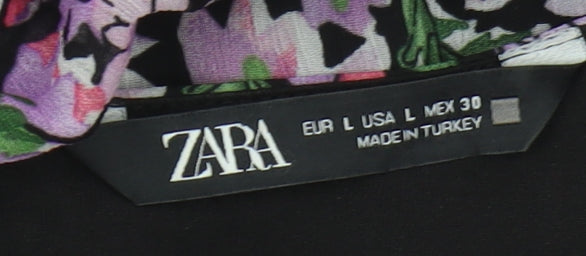 ZARA
EUR L USA L MEX 30
MADE IN TURKEY